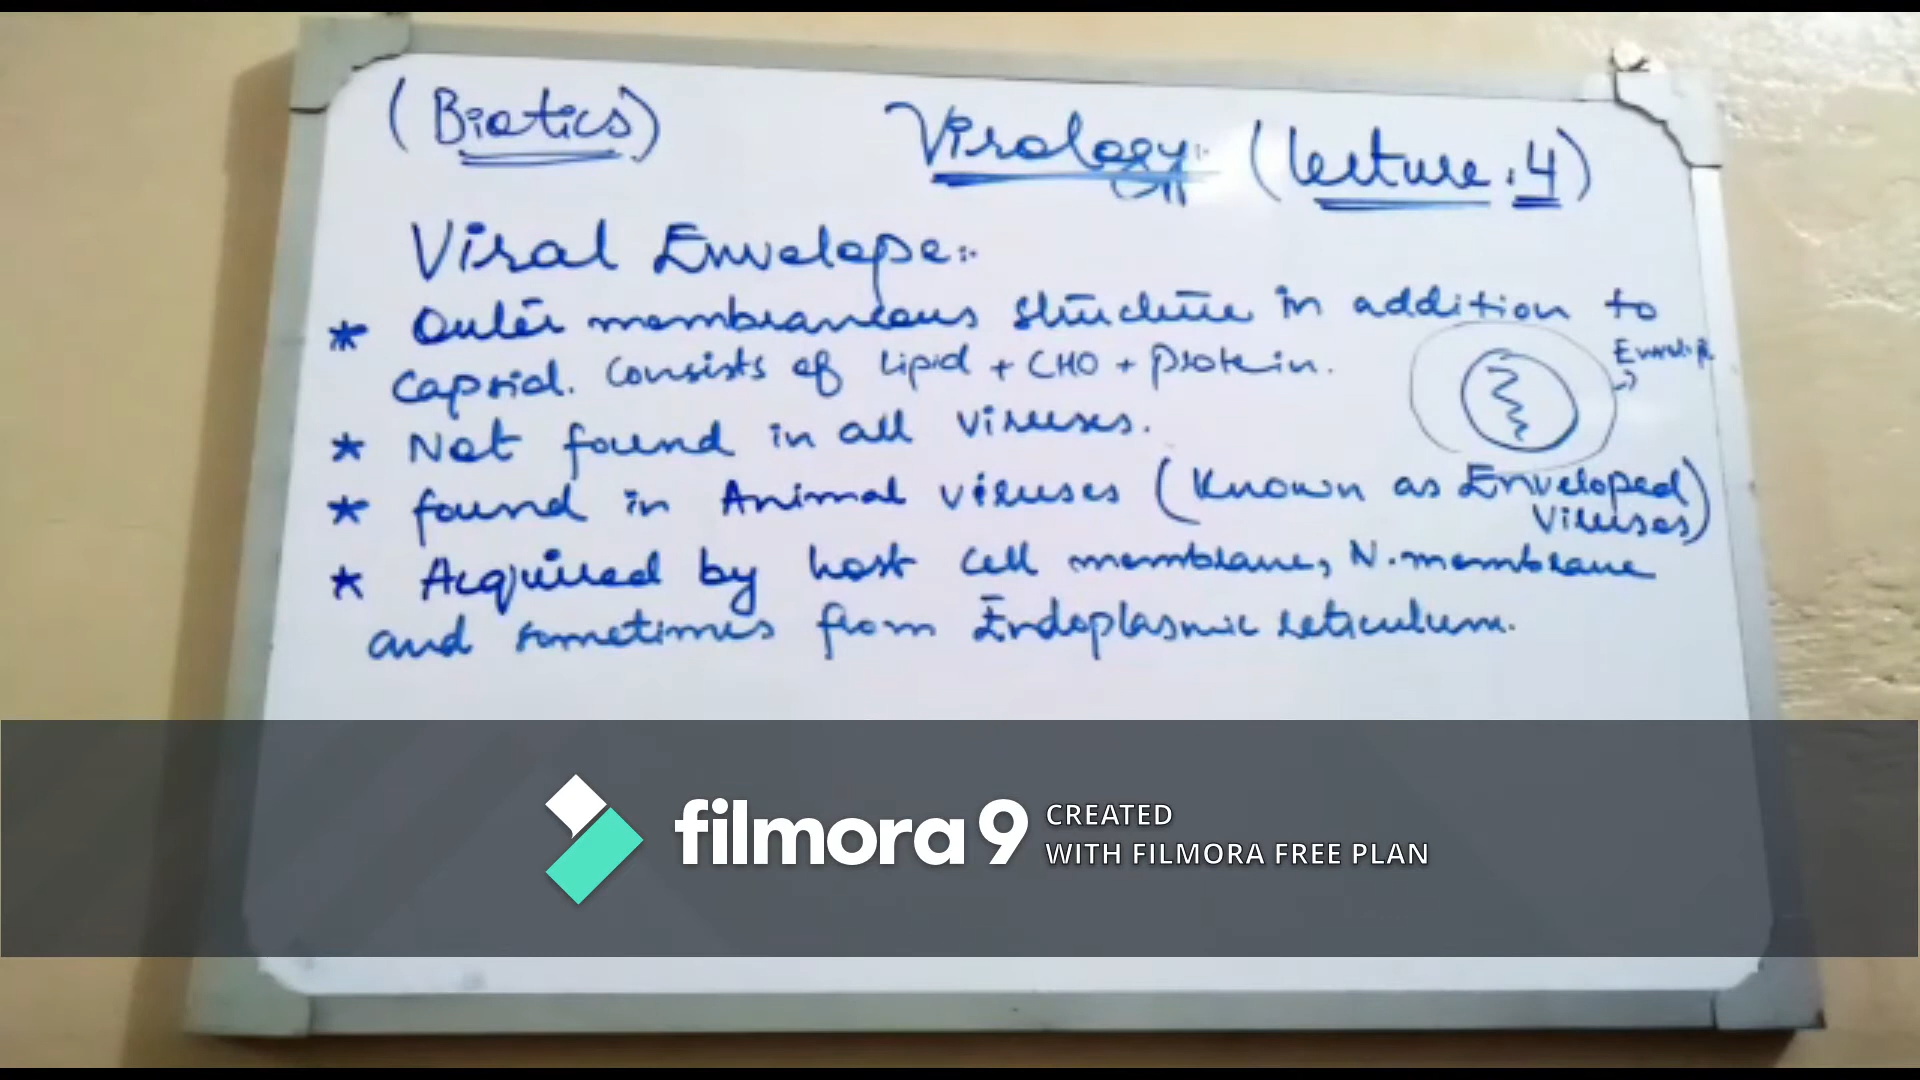 (Biotics)
Virology:- (Lecture:4)
Viral Envelope:-
* Outer membraneous structure in addition to
capsid. Consists of Lipid + CHO + protein.
Envelope
* Not found in all viruses.
* found in Animal viruses (Known as Enveloped
viruses)
* Acquired by host cell membrane, N. membrane
and sometimes from Endoplasmic reticulum.
filmora9 CREATED
WITH FILMORA FREE PLAN